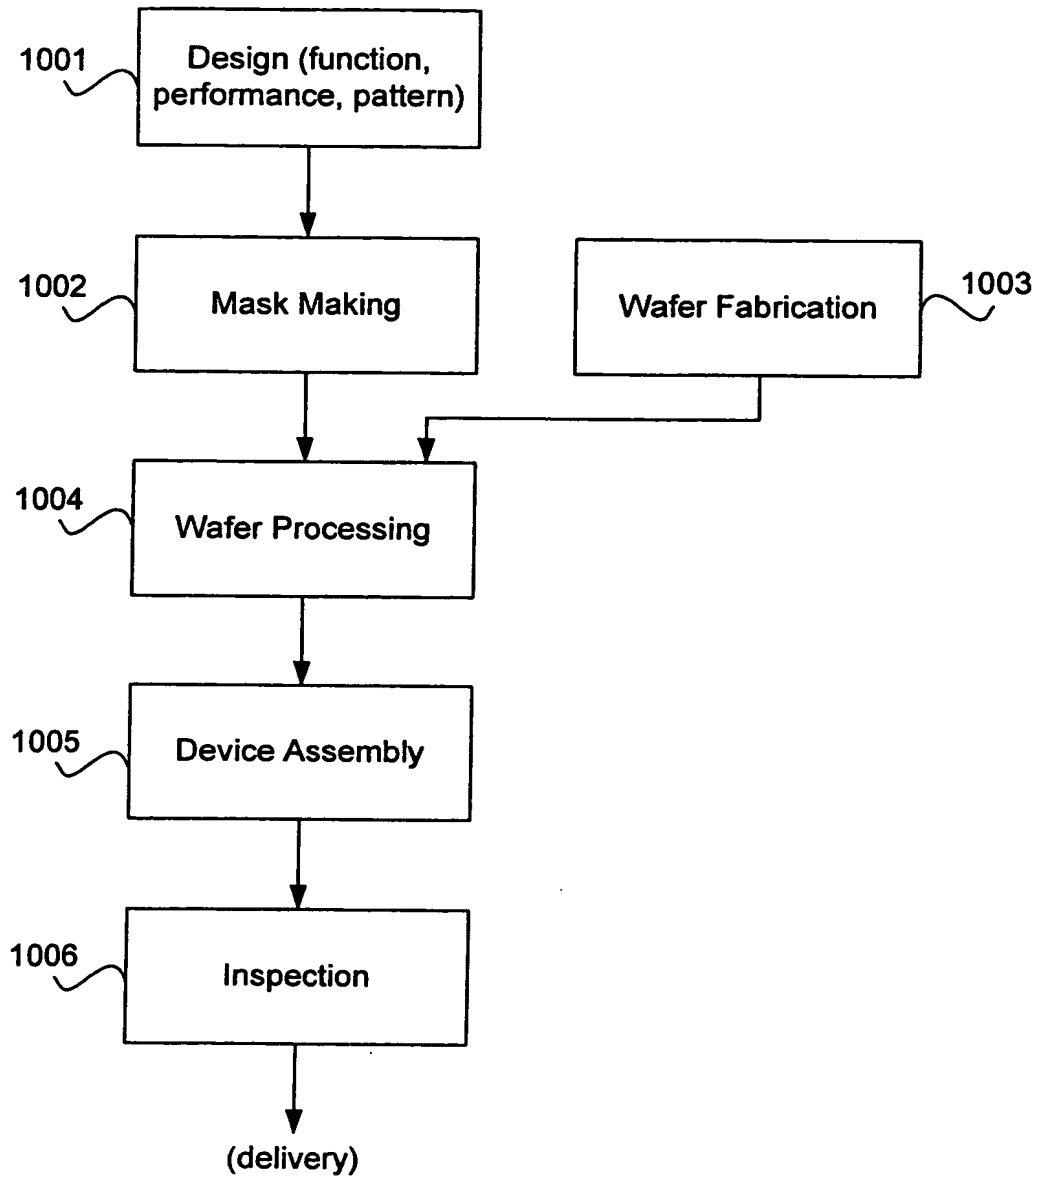 1001
Design (function,
performance, pattern)
1002
Mask Making
Wafer Fabrication
1003
1004
Wafer Processing
1005
Device Assembly
1006
Inspection
(delivery)